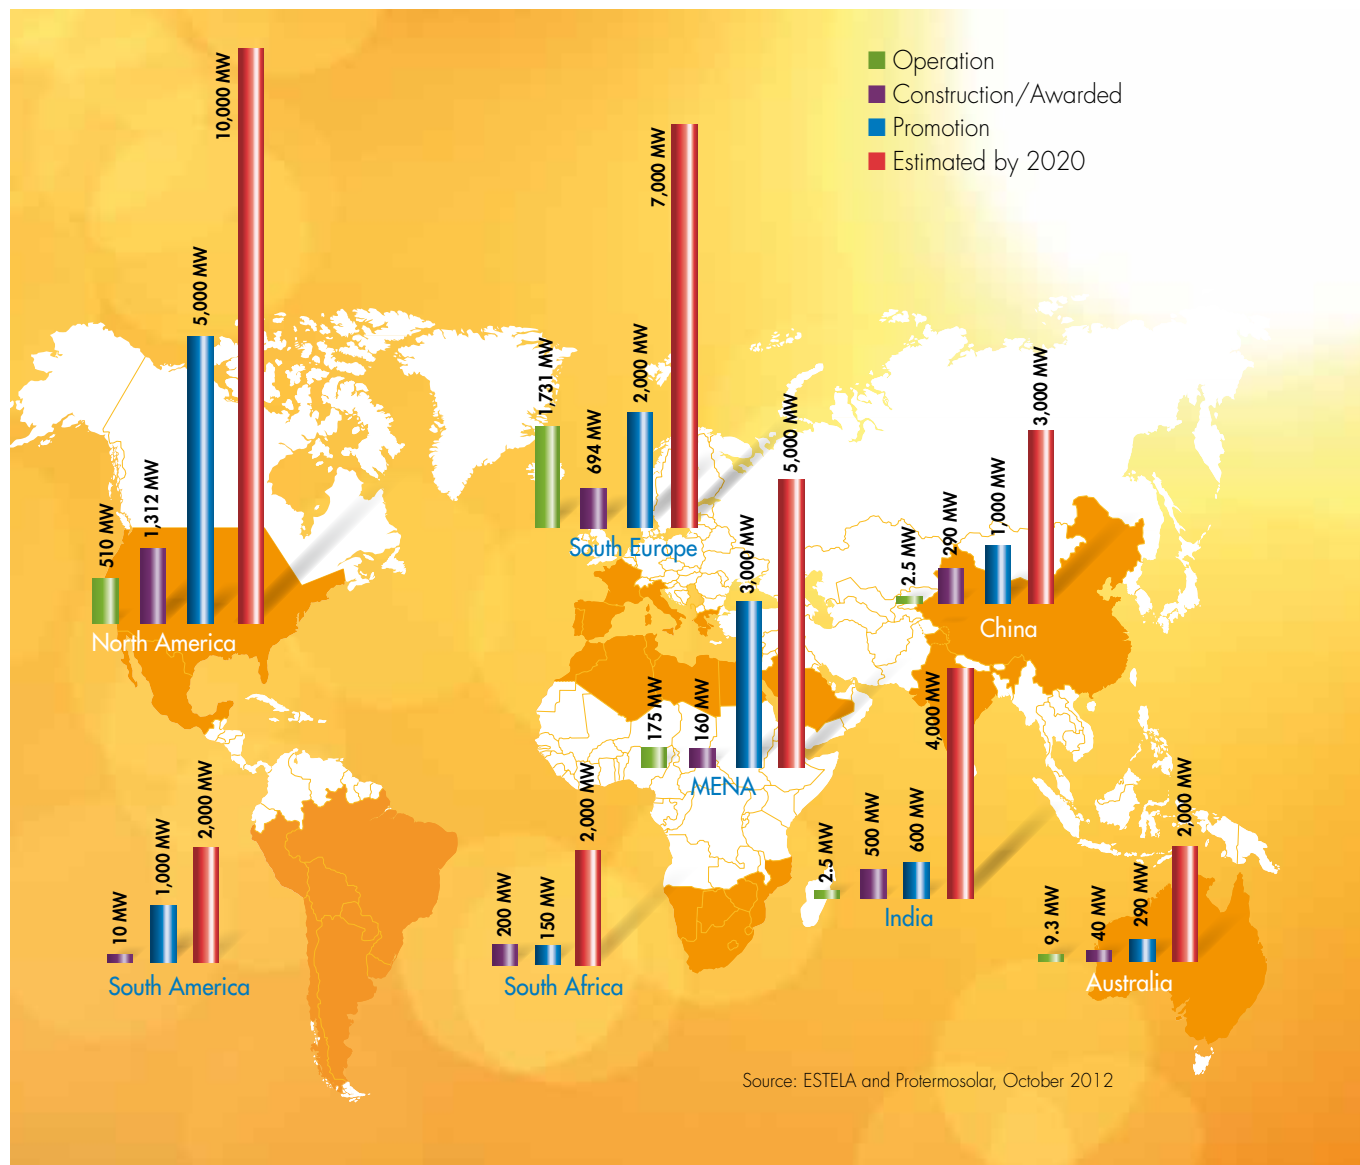 Operation
Construction/Awarded
Promotion
Estimated by 2020
510 MW
1,312 MW
5,000 MW
10,000 MW
North America
1,731 MW
694 MW
2,000 MW
7,000 MW
South Europe
2.5 MW
290 MW
1,000 MW
3,000 MW
China
175 MW
160 MW
3,000 MW
5,000 MW
MENA
10 MW
1,000 MW
2,000 MW
South America
200 MW
150 MW
2,000 MW
South Africa
2.5 MW
500 MW
600 MW
4,000 MW
India
9.3 MW
40 MW
290 MW
2,000 MW
Australia
Source: ESTELA and Protermosolar, October 2012